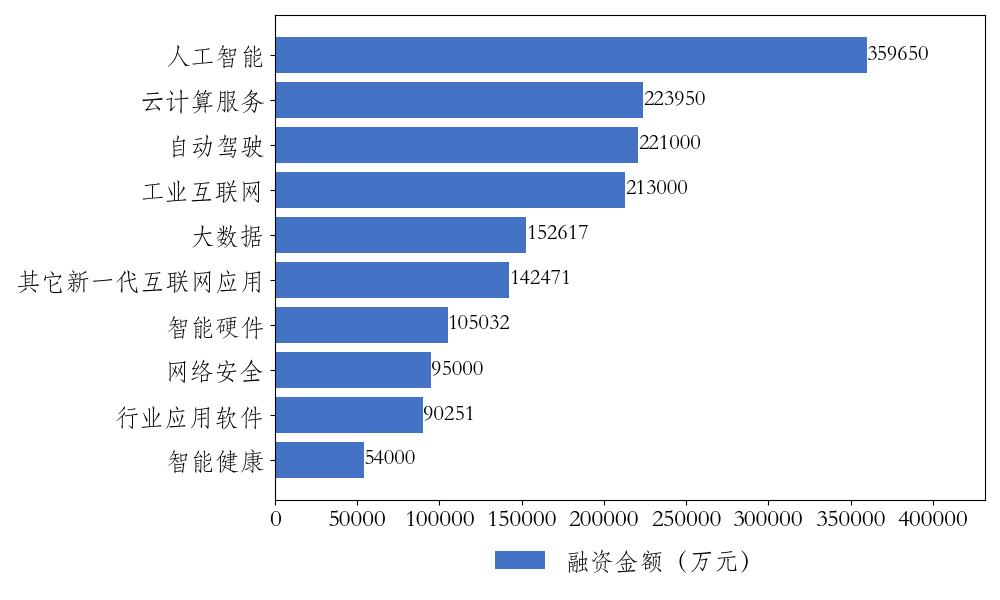 人工智能 359650
云计算服务 223950
自动驾驶 221000
工业互联网 213000
大数据 152617
其它新一代互联网应用 142471
智能硬件 105032
网络安全 95000
行业应用软件 90251
智能健康 54000
0 50000 100000 150000 200000 250000 300000 350000 400000
融资金额（万元）